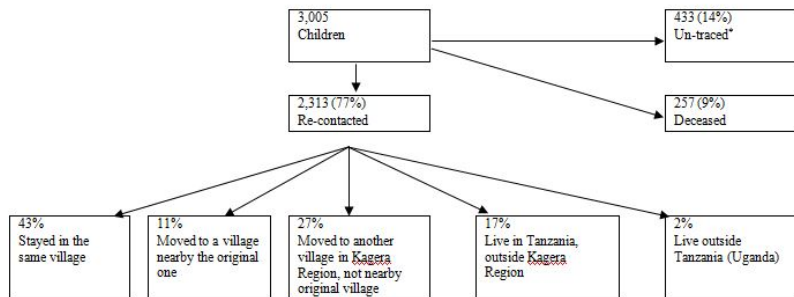 3,005
Children
433 (14%)
Un-traced*
2,313 (77%)
Re-contacted
257 (9%)
Deceased
43%
Stayed in the
same village
11%
Moved to a village
nearby the original
one
27%
Moved to another
village in Kagera
Region, not nearby
original village
17%
Live in Tanzania,
outside Kagera
Region
2%
Live outside
Tanzania (Uganda)